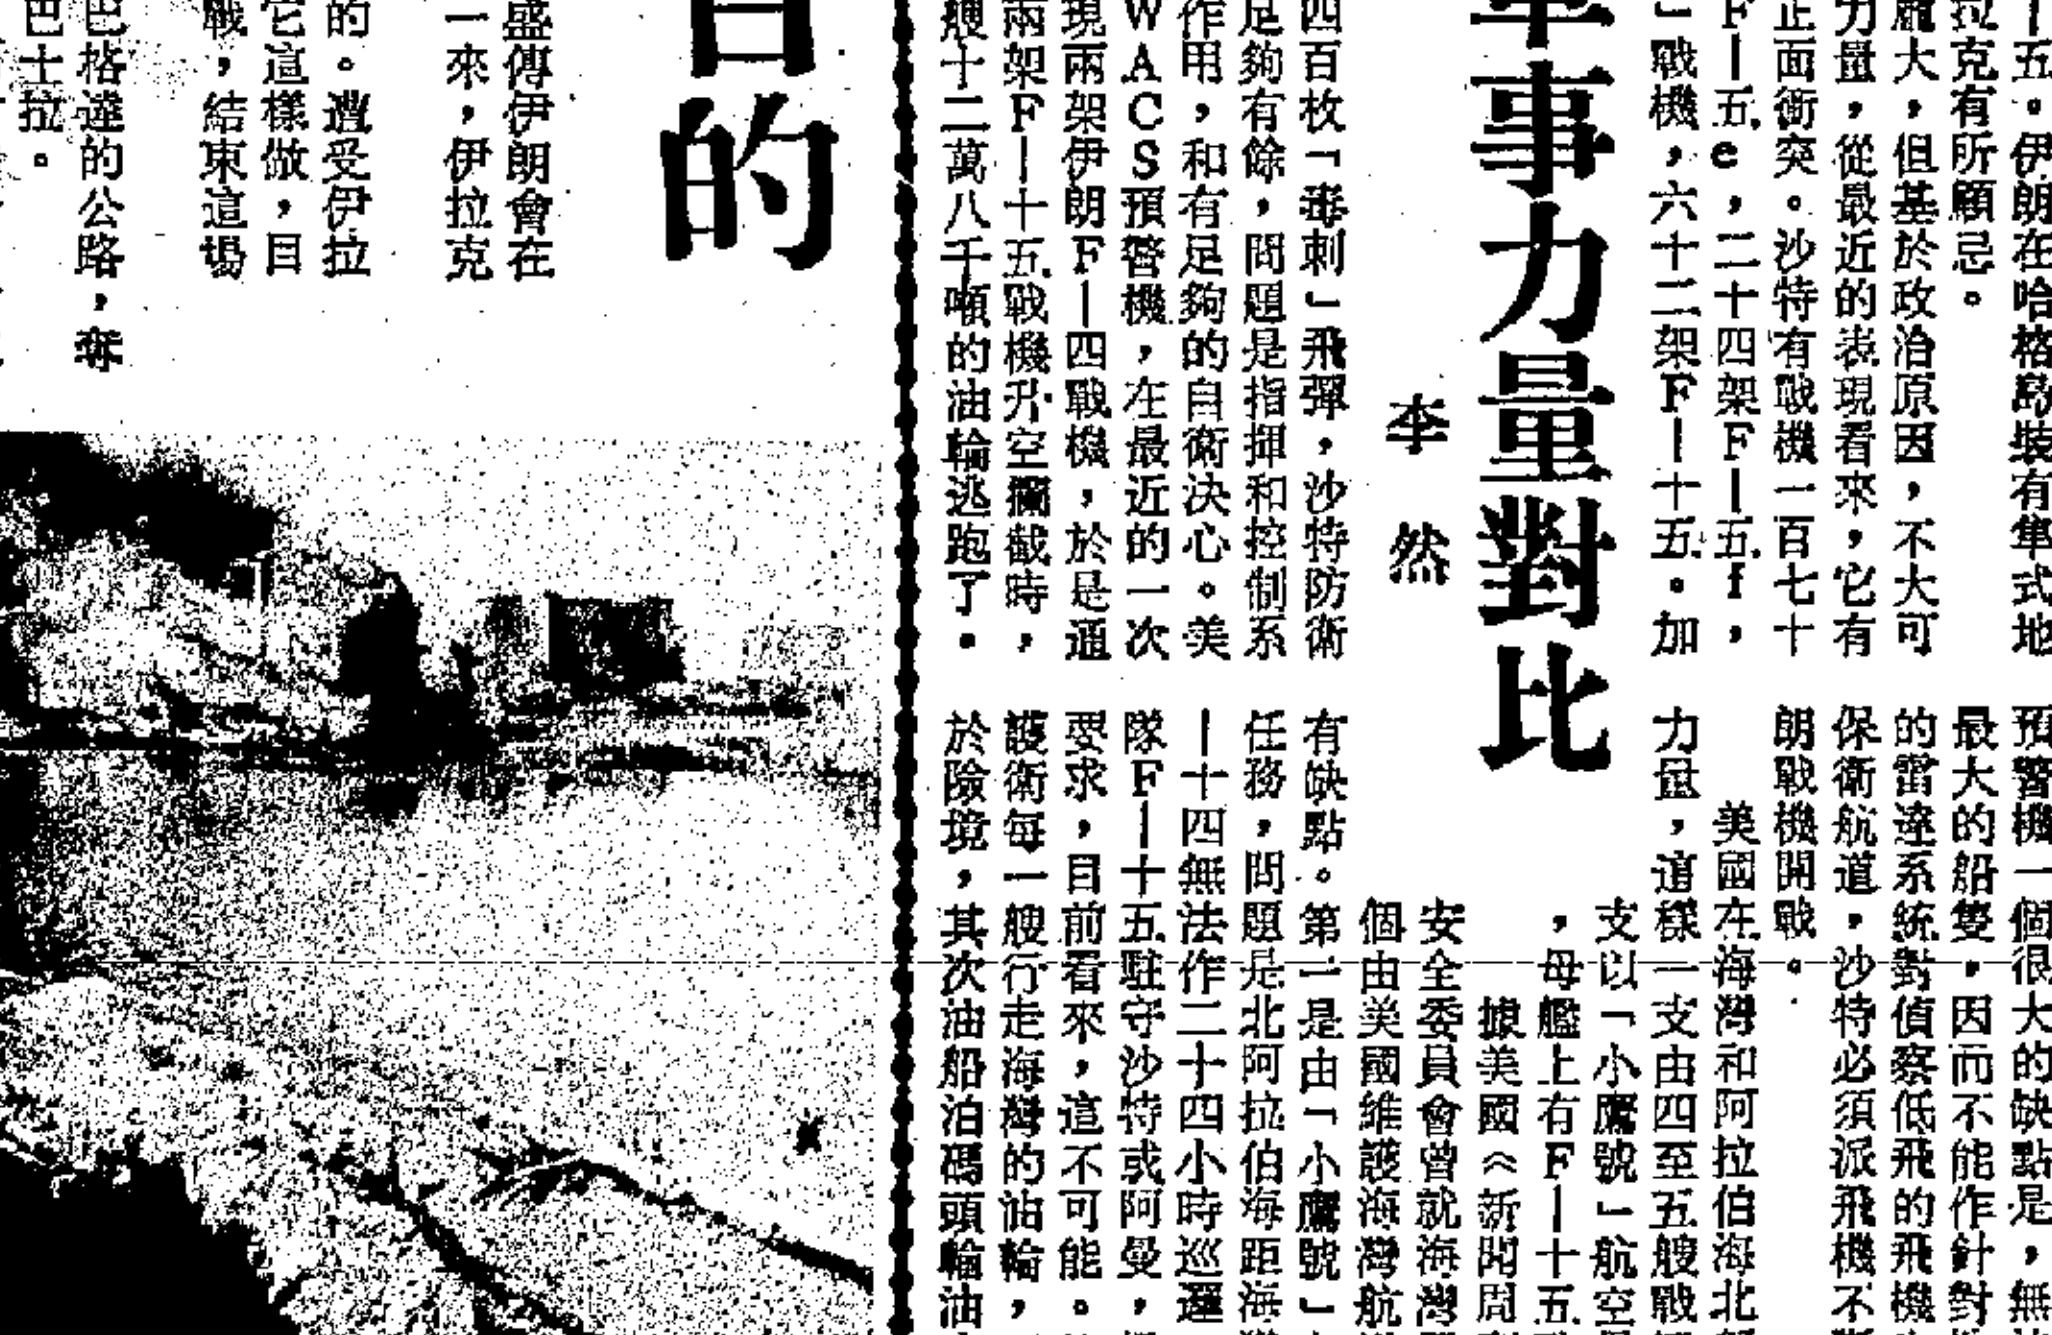 ｜五。伊朗在哈格島裝有隼式地
拉克有所顧忌。
龐大，但基於政治原因，不大可
力量，從最近的表現看來，它有
正面衝突。沙特有戰機一百七十
F｜五e，二十四架F｜五f，
」戰機，六十二架F｜十五。加
軍事力量對比
李然
四百枚「毒刺」飛彈，沙特防衛
足夠有餘，問題是指揮和控制系
作用，和有足夠的自衛決心。美
WACS預警機，在最近的一次
現兩架伊朗F｜四戰機，於是通
兩架F｜十五戰機升空攔截時，
艘十二萬八千噸的油輪逃跑了。
預警機一個很大的缺點是，無
最大的船隻，因而不能作針對
的雷達系統對偵察低飛的飛機
保衛航道，沙特必須派飛機不
朗戰機開戰。
美國在海灣和阿拉伯海北
力量，這樣一支由四至五艘戰
支以「小鷹號」航空
，母艦上有F｜十五
據美國《新聞周
安全委員會曾就海灣
個由美國維護海灣航
有缺點。第一是由「小鷹號」
任務，問題是北阿拉伯海距海
｜十四無法作二十四小時巡邏
隊F｜十五駐守沙特或阿曼，
要求，目前看來，這不可能。
護衛每一艘行走海灣的油輪，
於險境，其次油船泊碼頭輪油
目的
盛傳伊朗會在
一來，伊拉克
的。遭受伊拉
它這樣做，目
戰，結束這場
巴格達的公路，奪
巴士拉。